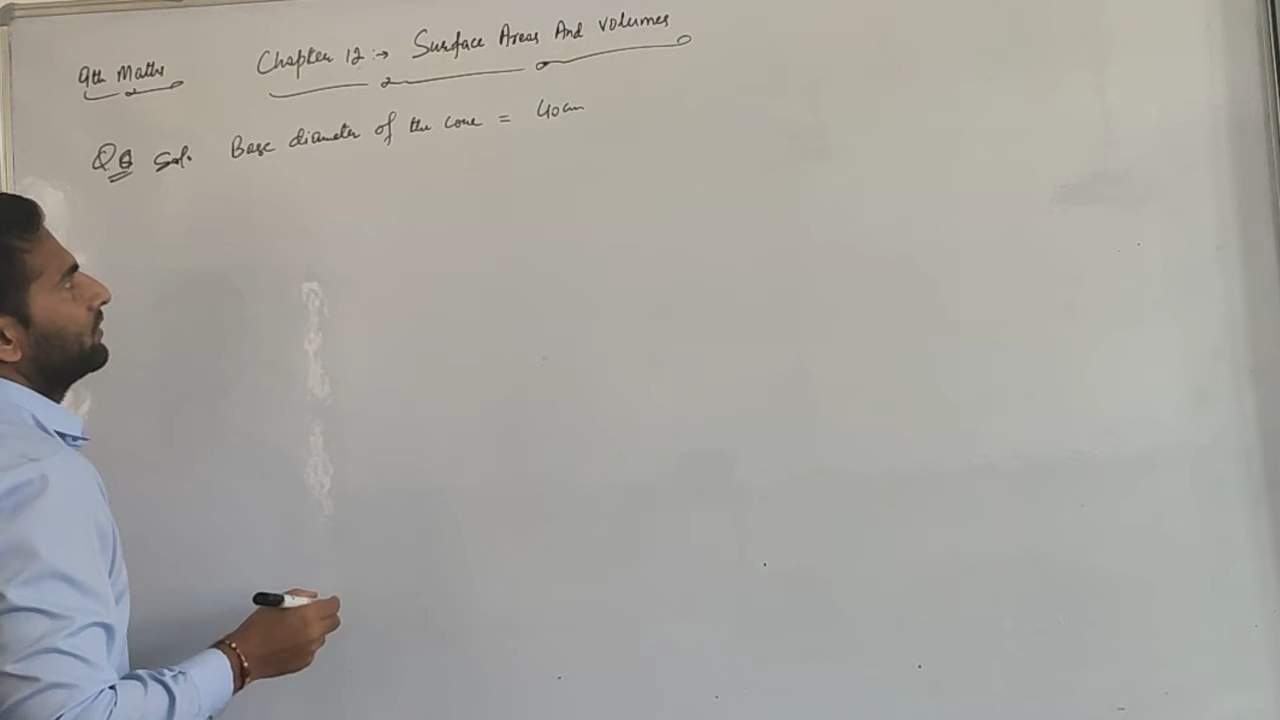 9th Maths Chapter 12:→ Surface Areas And Volumes
Q8 Sol. Base diameter of the cone = 40cm